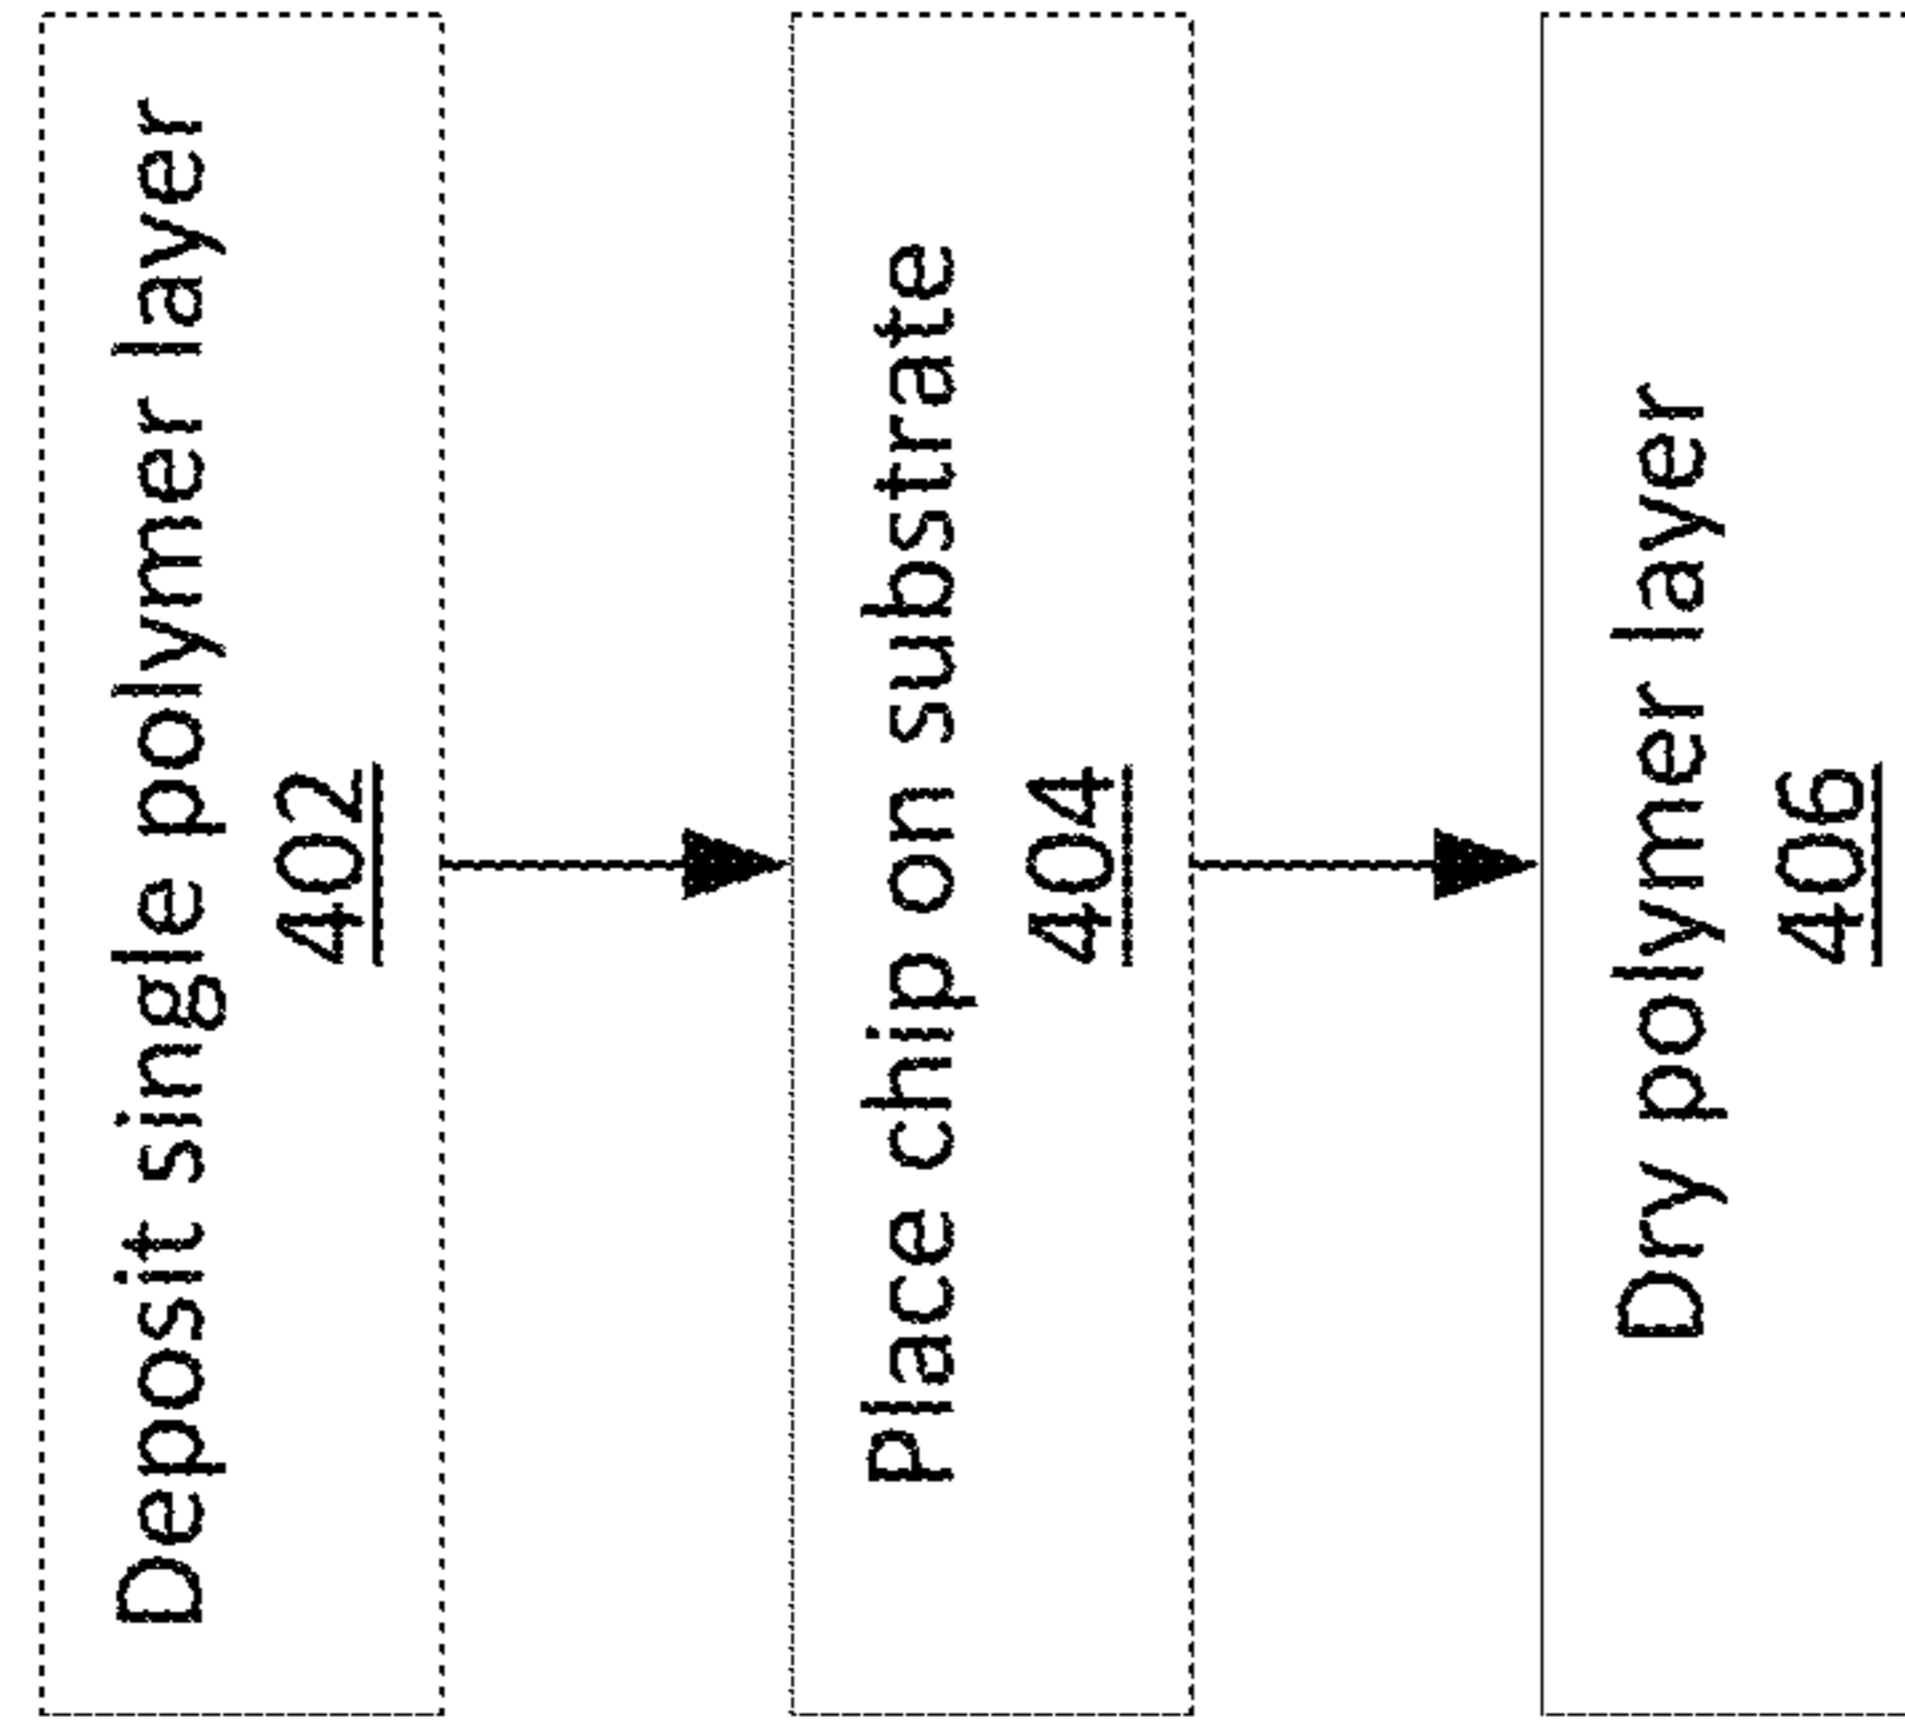 Deposit single polymer layer
402
Place chip on substrate
404
Dry polymer layer
406